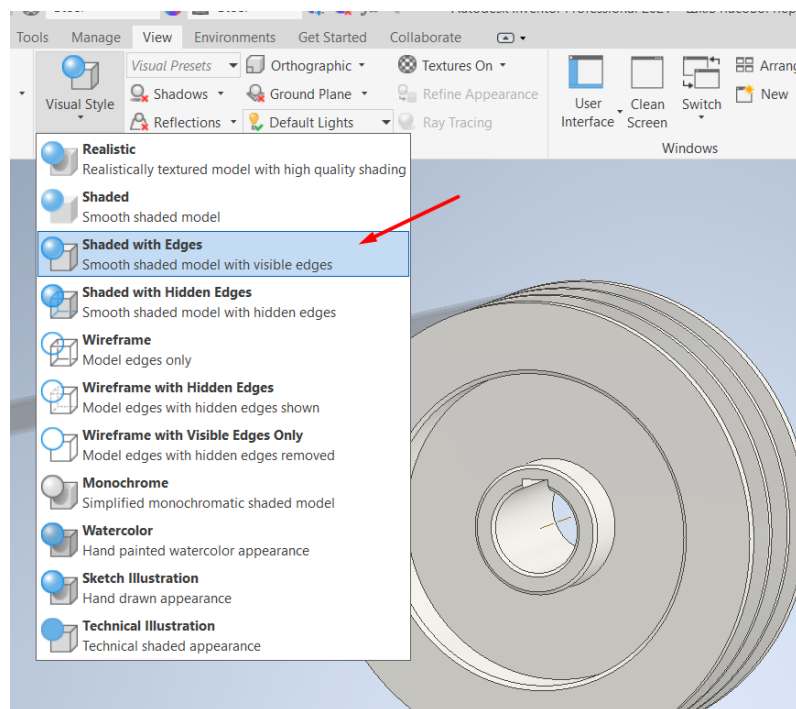 Autodesk Inventor Professional 2021
Tools Manage View Environments Get Started Collaborate
Visual Presets Orthographic Textures On Arrang
Visual Style Shadows Ground Plane Refine Appearance User Interface Clean Screen Switch New
Reflections Default Lights Ray Tracing
Windows
Realistic
Realistically textured model with high quality shading
Shaded
Smooth shaded model
Shaded with Edges
Smooth shaded model with visible edges
Shaded with Hidden Edges
Smooth shaded model with hidden edges
Wireframe
Model edges only
Wireframe with Hidden Edges
Model edges with hidden edges shown
Wireframe with Visible Edges Only
Model edges with hidden edges removed
Monochrome
Simplified monochromatic shaded model
Watercolor
Hand painted watercolor appearance
Sketch Illustration
Hand drawn appearance
Technical Illustration
Technical shaded appearance